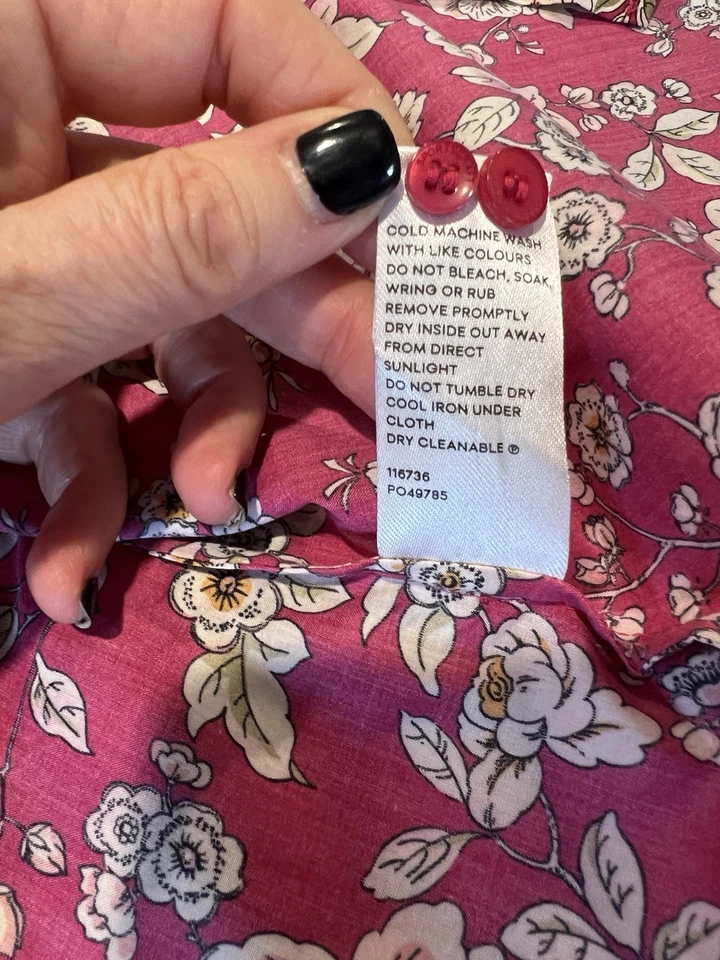 COLD MACHINE WASH
WITH LIKE COLOURS
DO NOT BLEACH, SOAK,
WRING OR RUB
REMOVE PROMPTLY
DRY INSIDE OUT AWAY
FROM DIRECT
SUNLIGHT
DO NOT TUMBLE DRY
COOL IRON UNDER
CLOTH
DRY CLEANABLE Ⓟ
116736
PO49785